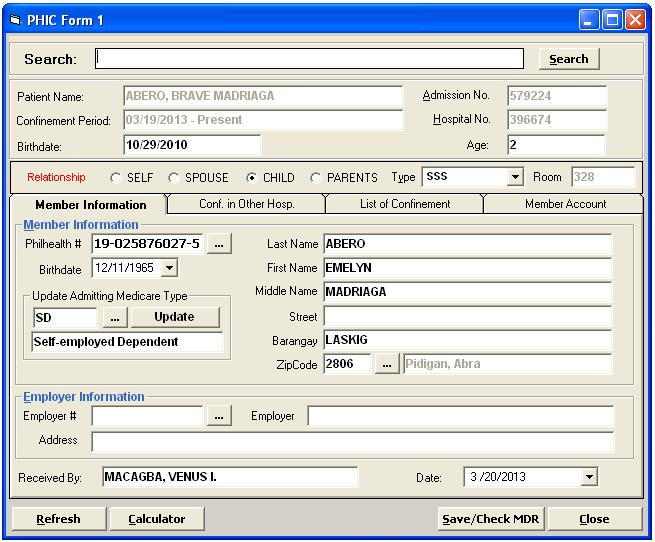 PHIC Form 1
Search: Search
Patient Name: ABERO, BRAVE MADRIAGA Admission No. 579224
Confinement Period: 03/19/2013 - Present Hospital No. 396674
Birthdate: 10/29/2010 Age: 2
Relationship SELF SPOUSE CHILD PARENTS Type SSS Room 328
Member Information Conf. in Other Hosp. List of Confinement Member Account
Member Information
Philhealth # 19-025876027-5 ... Last Name ABERO
Birthdate 12/11/1965 First Name EMELYN
Update Admitting Medicare Type Middle Name MADRIAGA
SD ... Update Street
Self-employed Dependent Barangay LASKIG
ZipCode 2806 ... Pidigan, Abra
Employer Information
Employer # ... Employer
Address
Received By: MACAGBA, VENUS I. Date: 3 /20/2013
Refresh Calculator Save/Check MDR Close